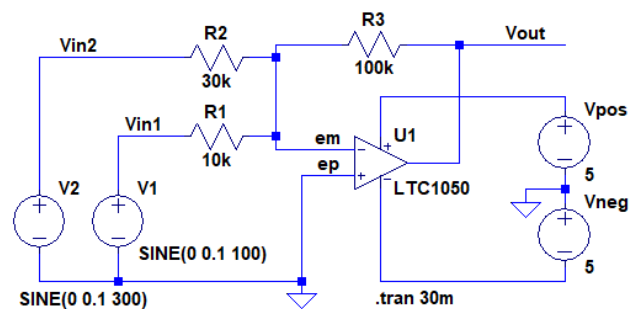 R2
R3
Vin2
Vout
30k
100k
R1
Vpos
Vin1
em
U1
10k
ep
5
LTC1050
Vneg
V2
V1
SINE(0 0.1 100)
5
SINE(0 0.1 300)
.tran 30m